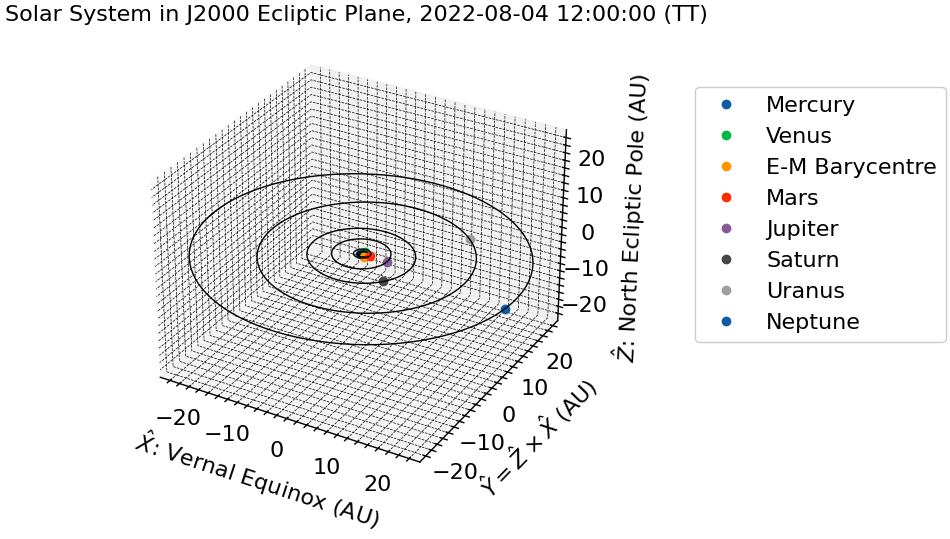 Solar System in J2000 Ecliptic Plane, 2022-08-04 12:00:00 (TT)
Mercury
Venus
E-M Barycentre
Mars
Jupiter
Saturn
Uranus
Neptune
20
10
0
−10
−20
Ẑ: North Ecliptic Pole (AU)
20
10
0
−10
−20
Ŷ = Ẑ × X̂ (AU)
−20
−10
0
10
20
X̂: Vernal Equinox (AU)